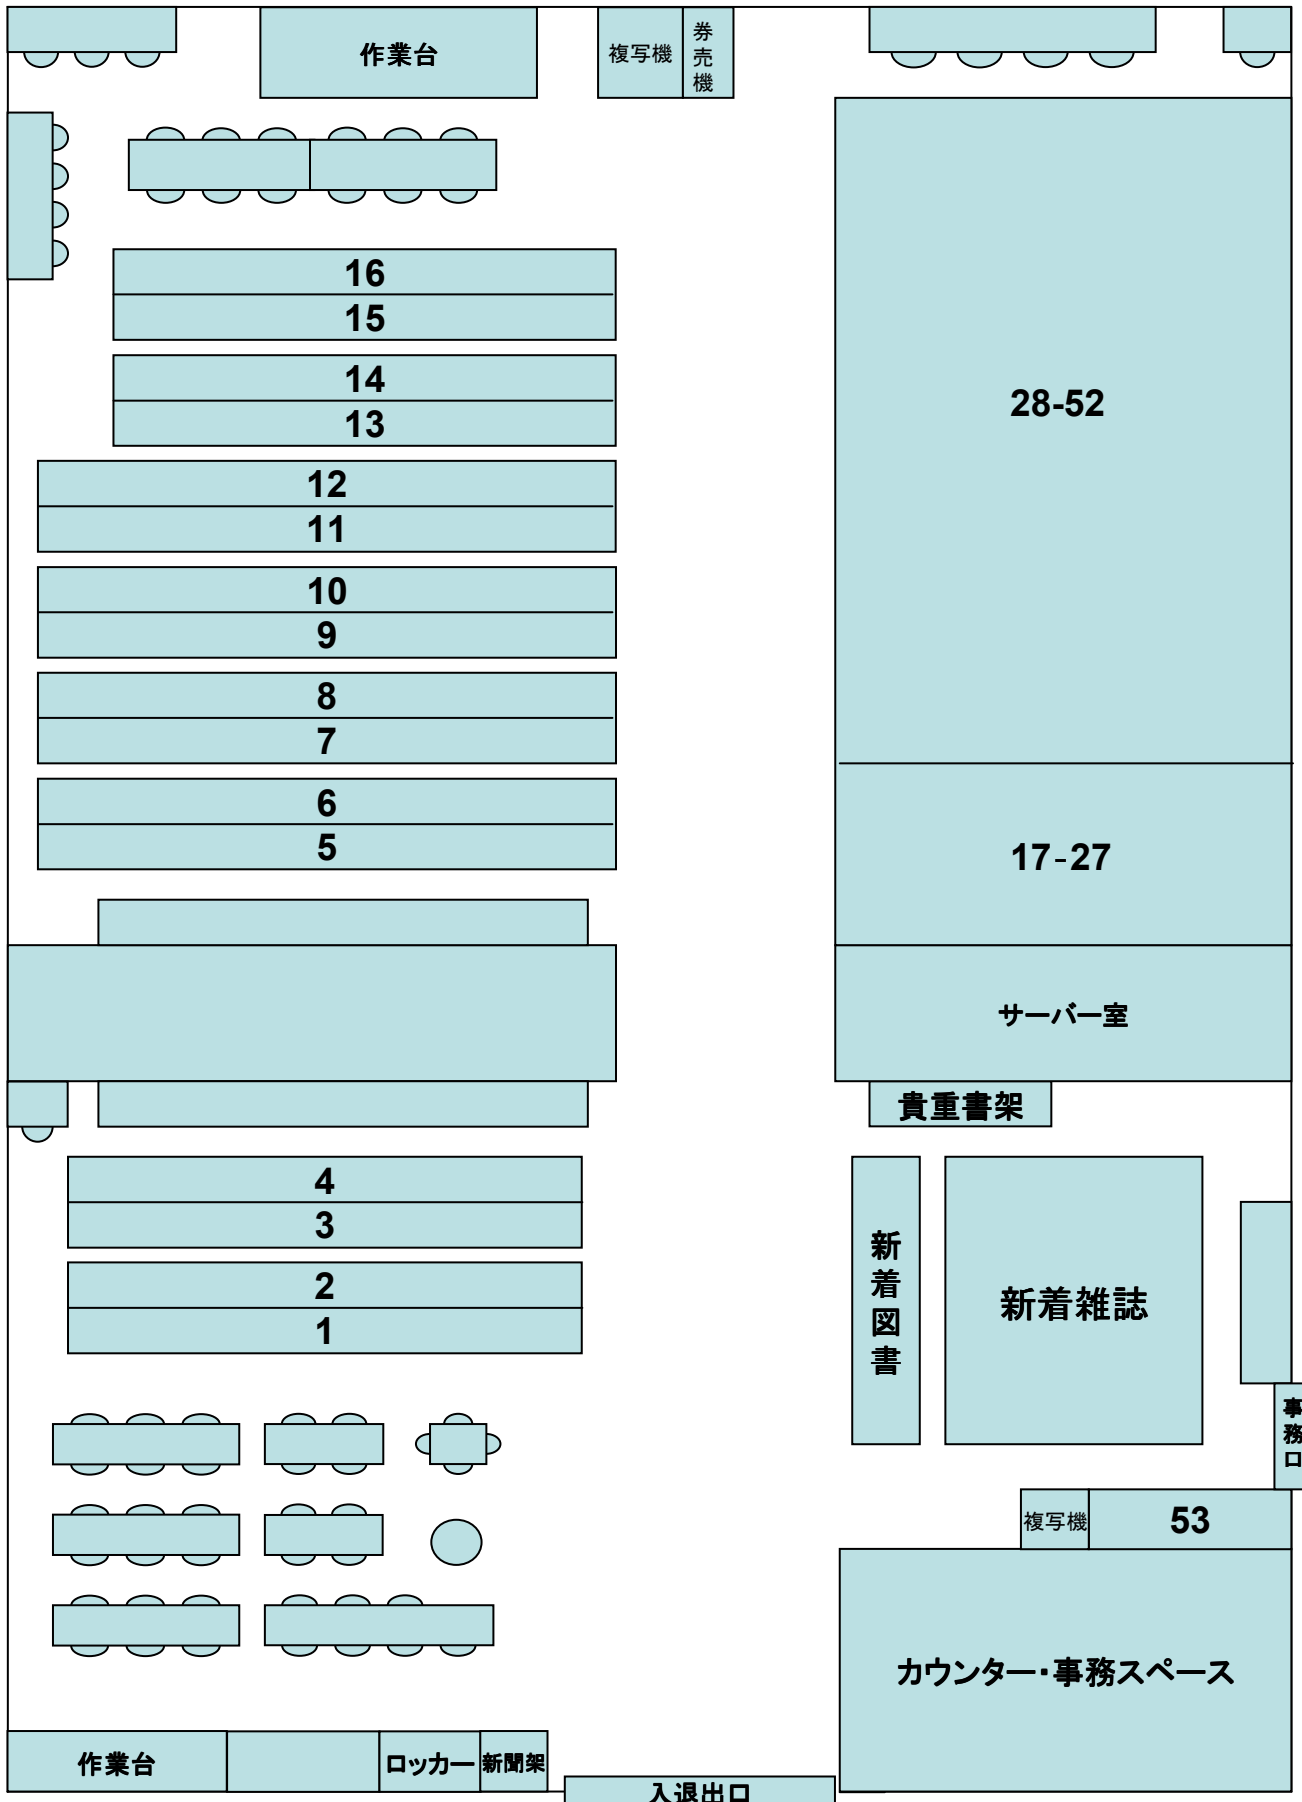 作業台
複写機
券売機
16
15
14
13
12
11
10
9
8
7
6
5
28-52
17-27
サーバー室
貴重書架
4
3
2
1
新着図書
新着雑誌
事務口
複写機
53
カウンター・事務スペース
作業台
ロッカー
新聞架
入退出口